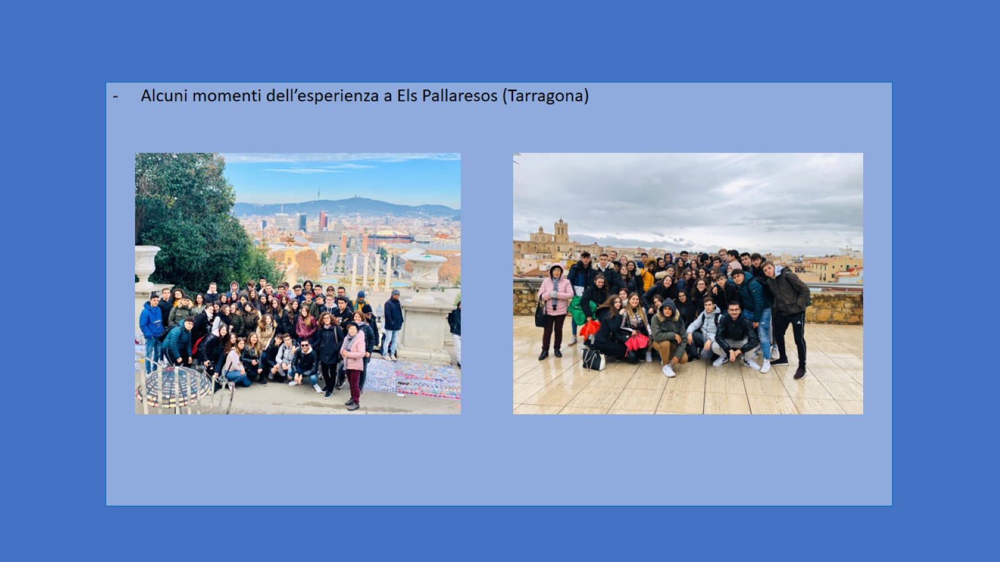 - Alcuni momenti dell'esperienza a Els Pallaresos (Tarragona)